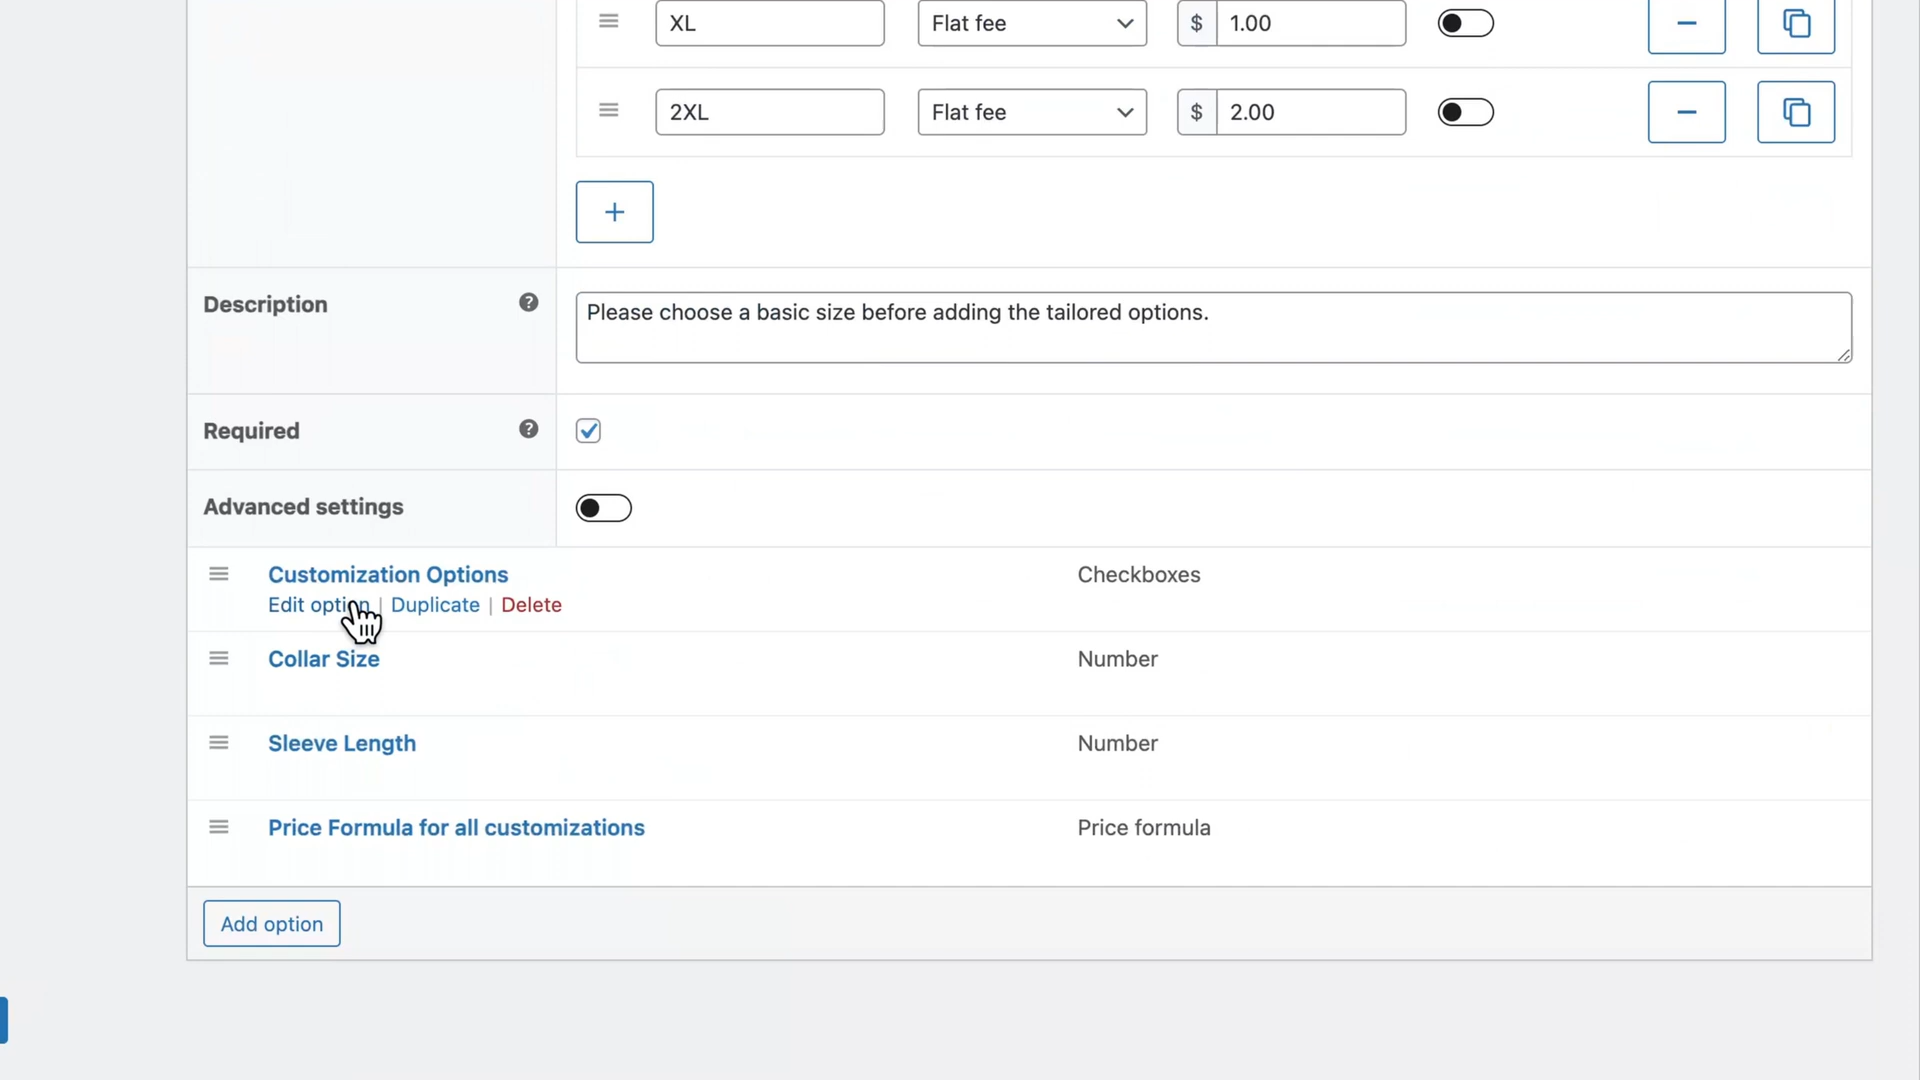 XL Flat fee $ 1.00
2XL Flat fee $ 2.00
Description Please choose a basic size before adding the tailored options.
Required
Advanced settings
Customization Options Checkboxes
Edit option | Duplicate | Delete
Collar Size Number
Sleeve Length Number
Price Formula for all customizations Price formula
Add option